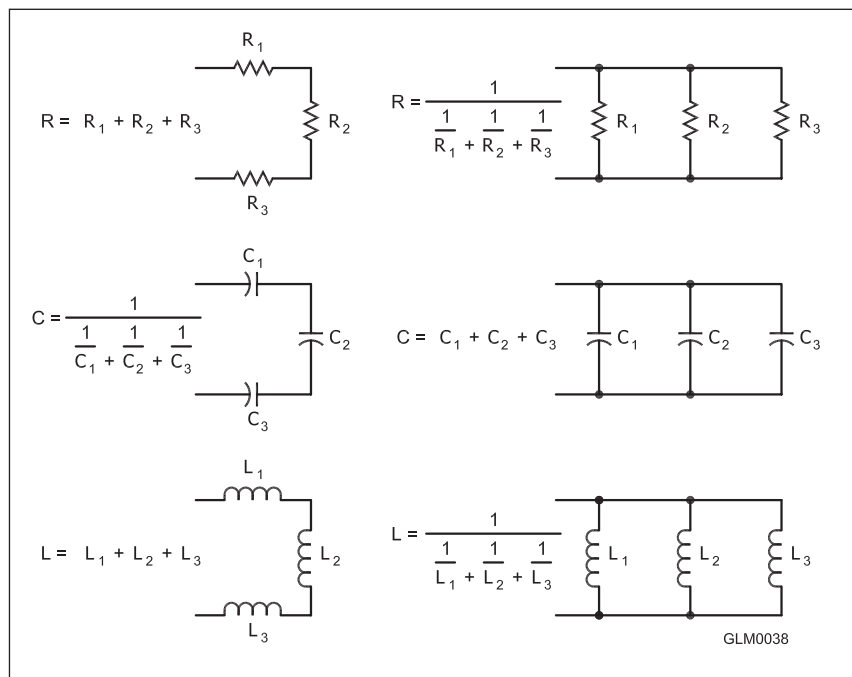 R₁
R = R₁ + R₂ + R₃
R₂
R₃
R = 1
1 1 1
R₁ + R₂ + R₃
R₁
R₂
R₃
C₁
C = 1
1 1 1
C₁ + C₂ + C₃
C₂
C₃
C = C₁ + C₂ + C₃
C₁
C₂
C₃
L₁
L = L₁ + L₂ + L₃
L₂
L₃
L = 1
1 1 1
L₁ + L₂ + L₃
L₁
L₂
L₃
GLM0038